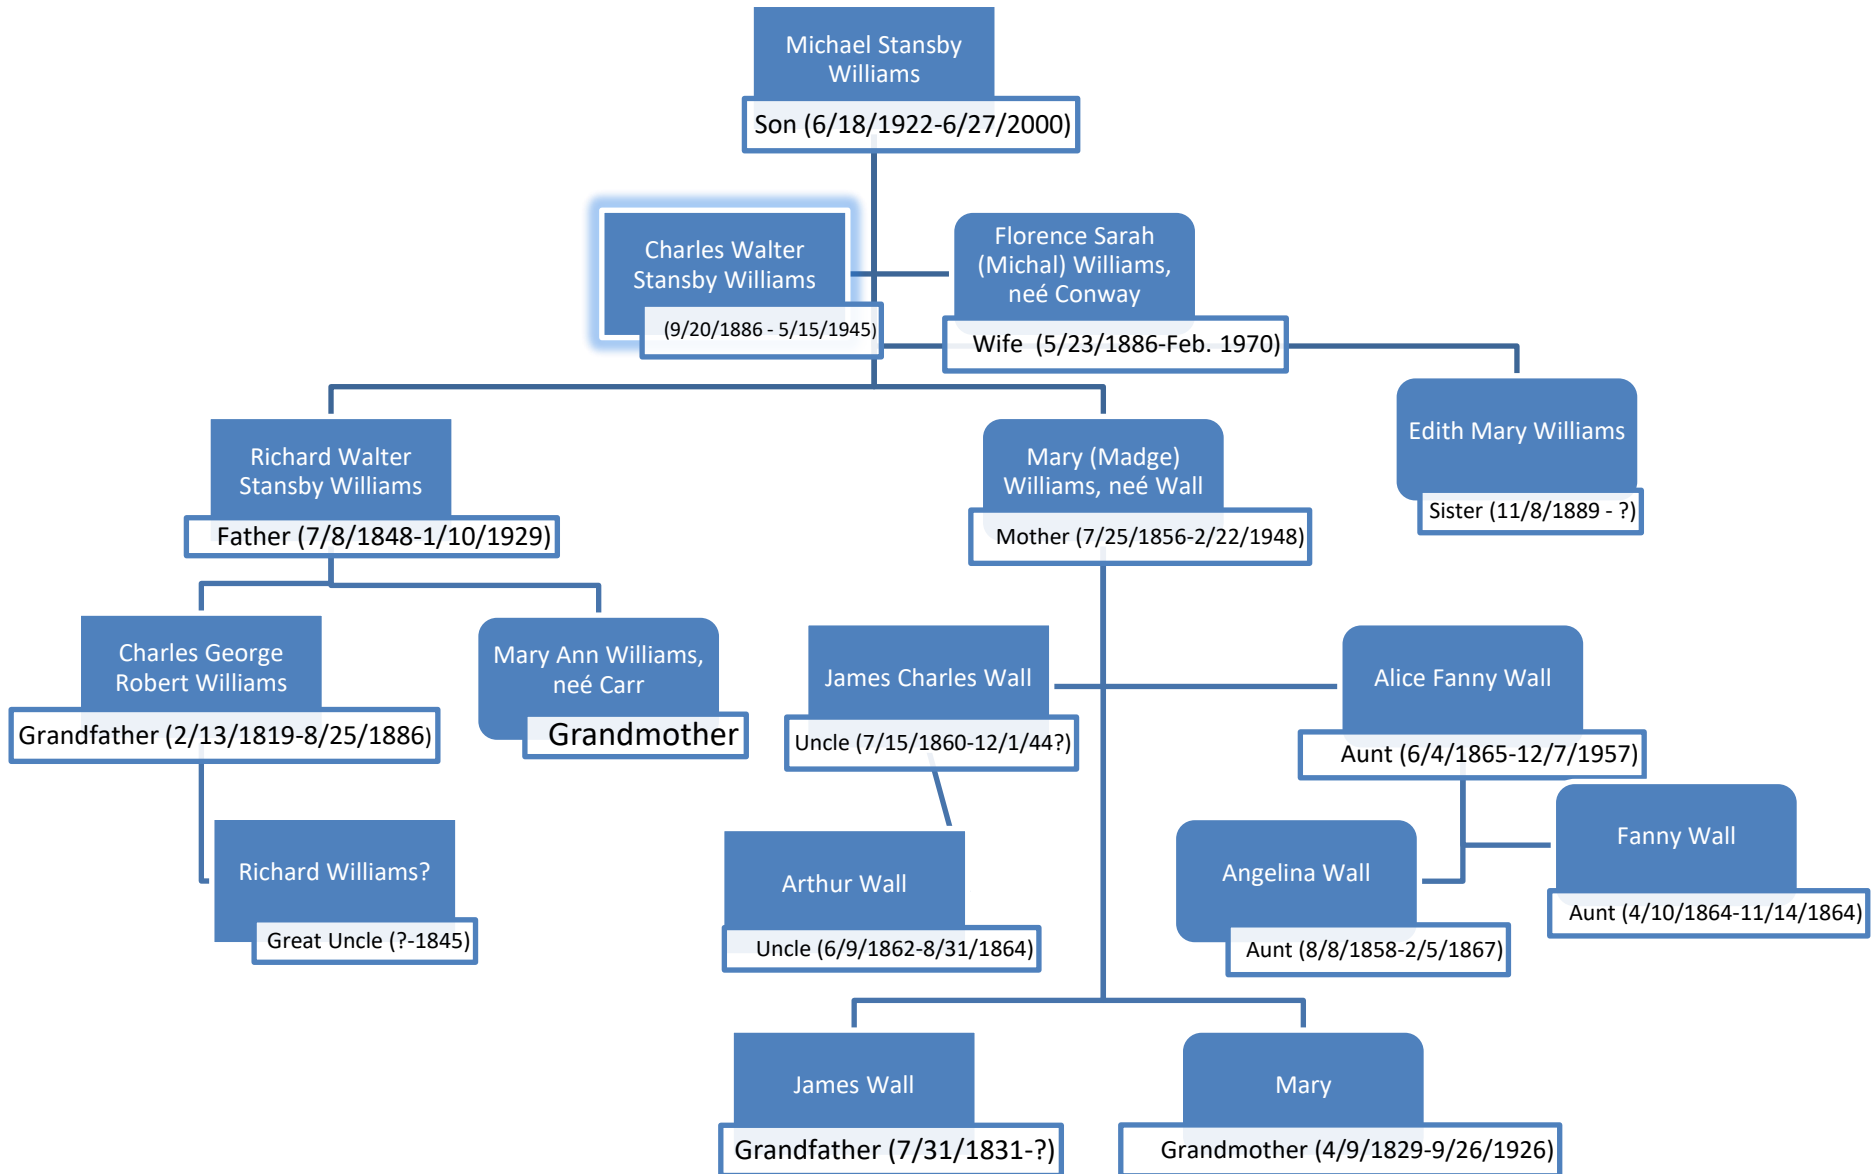 Michael Stansby
Williams
Son (6/18/1922-6/27/2000)
Charles Walter
Stansby Williams
(9/20/1886 - 5/15/1945)
Florence Sarah
(Michal) Williams,
neé Conway
Wife (5/23/1886-Feb. 1970)
Edith Mary Williams
Sister (11/8/1889 - ?)
Richard Walter
Stansby Williams
Father (7/8/1848-1/10/1929)
Mary (Madge)
Williams, neé Wall
Mother (7/25/1856-2/22/1948)
Charles George
Robert Williams
Grandfather (2/13/1819-8/25/1886)
Mary Ann Williams,
neé Carr
Grandmother
James Charles Wall
Uncle (7/15/1860-12/1/44?)
Alice Fanny Wall
Aunt (6/4/1865-12/7/1957)
Richard Williams?
Great Uncle (?-1845)
Arthur Wall
Uncle (6/9/1862-8/31/1864)
Angelina Wall
Aunt (8/8/1858-2/5/1867)
Fanny Wall
Aunt (4/10/1864-11/14/1864)
James Wall
Grandfather (7/31/1831-?)
Mary
Grandmother (4/9/1829-9/26/1926)